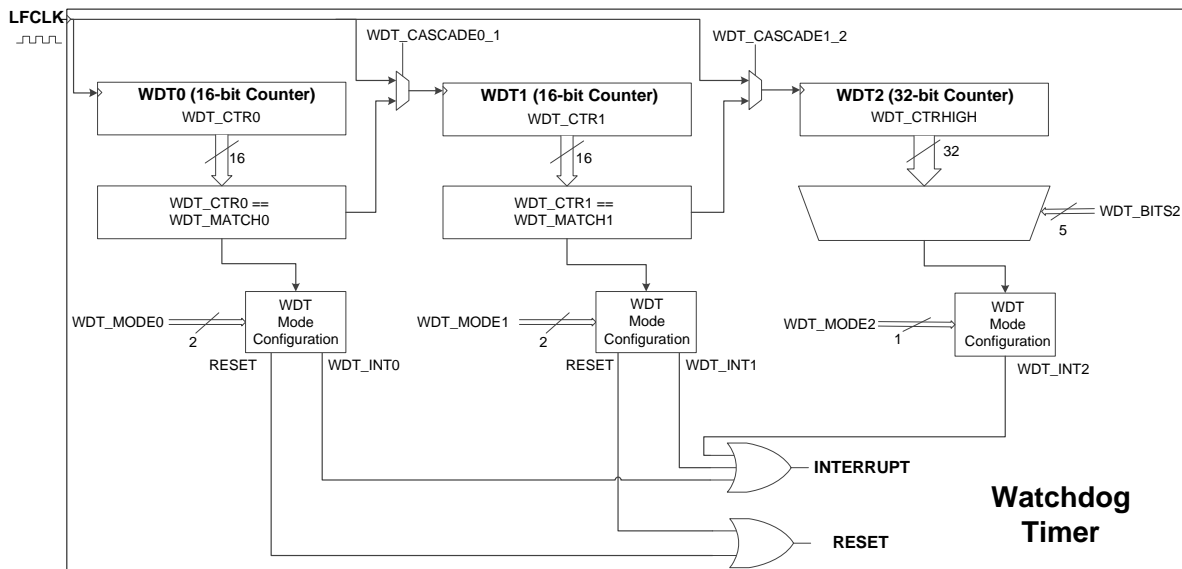 LFCLK
WDT_CASCADE0_1
WDT_CASCADE1_2
WDT0 (16-bit Counter)
WDT_CTR0
WDT1 (16-bit Counter)
WDT_CTR1
WDT2 (32-bit Counter)
WDT_CTRHIGH
16
16
32
WDT_CTR0 ==
WDT_MATCH0
WDT_CTR1 ==
WDT_MATCH1
WDT_BITS2
5
WDT_MODE0
2
WDT
Mode
Configuration
WDT_MODE1
2
WDT
Mode
Configuration
WDT_MODE2
1
WDT
Mode
Configuration
RESET
WDT_INT0
RESET
WDT_INT1
WDT_INT2
INTERRUPT
RESET
Watchdog
Timer